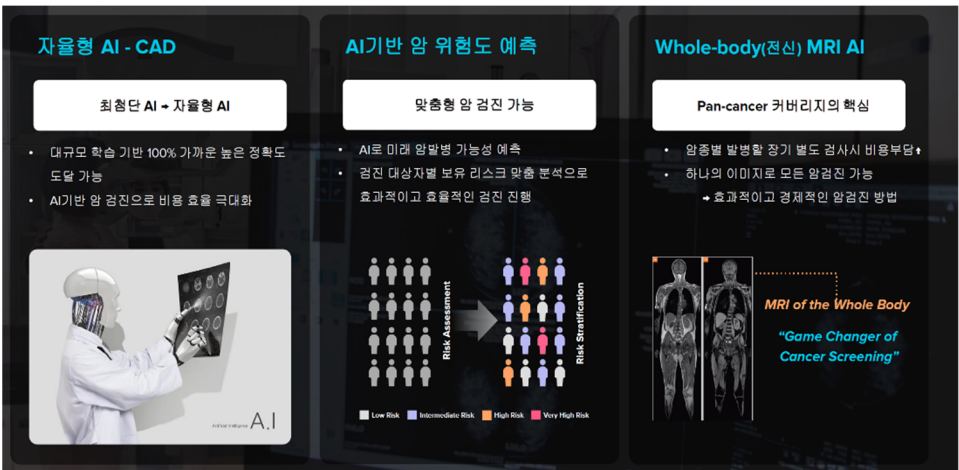 자율형 AI - CAD
최첨단 AI → 자율형 AI
• 대규모 학습 기반 100% 가까운 높은 정확도
도달 가능
• AI기반 암 검진으로 비용 효율 극대화
Artificial Intelligence A.I
AI기반 암 위험도 예측
맞춤형 암 검진 가능
• AI로 미래 암발병 가능성 예측
• 검진 대상자별 보유 리스크 맞춤 분석으로
효과적이고 효율적인 검진 진행
Risk Assessment
Risk Stratification
Low Risk
Intermediate Risk
High Risk
Very High Risk
Whole-body(전신) MRI AI
Pan-cancer 커버리지의 핵심
• 암종별 발병할 장기 별도 검사시 비용부담↑
• 하나의 이미지로 모든 암검진 가능
→ 효과적이고 경제적인 암검진 방법
MRI of the Whole Body
“Game Changer of
Cancer Screening”